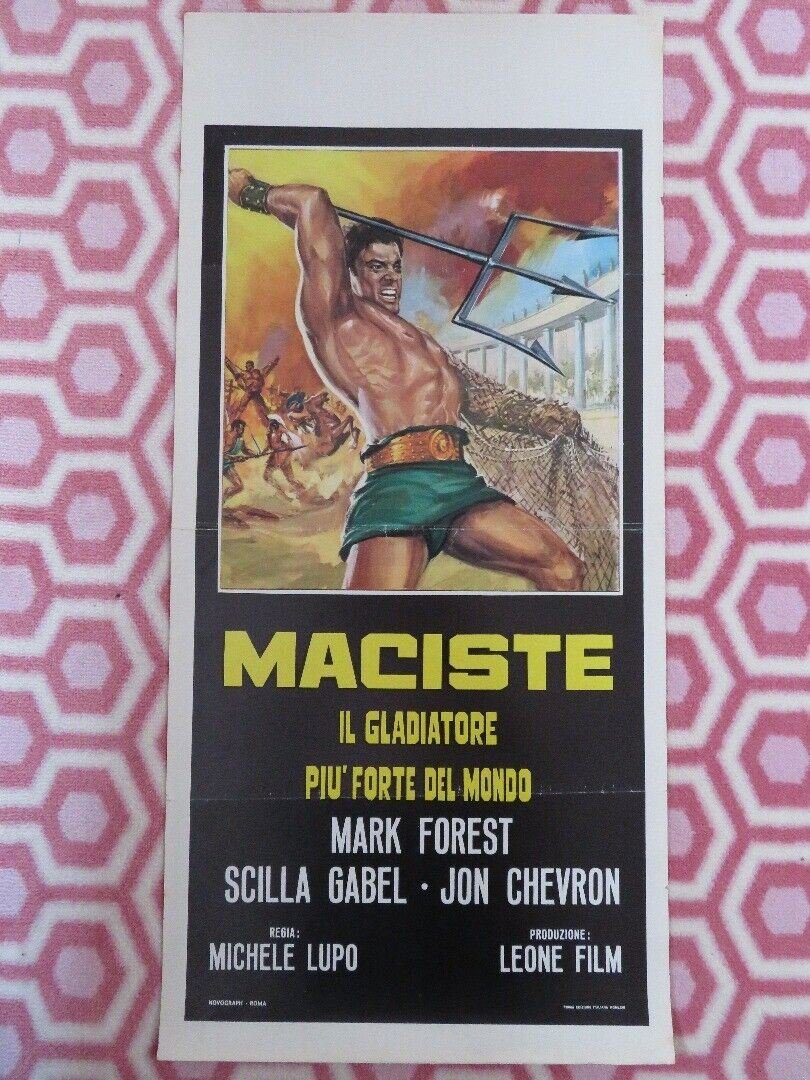 MACISTE
IL GLADIATORE
PIU' FORTE DEL MONDO
MARK FOREST
SCILLA GABEL · JON CHEVRON
REGIA:
MICHELE LUPO
PRODUZIONE:
LEONE FILM
NOVOGRAPH - ROMA